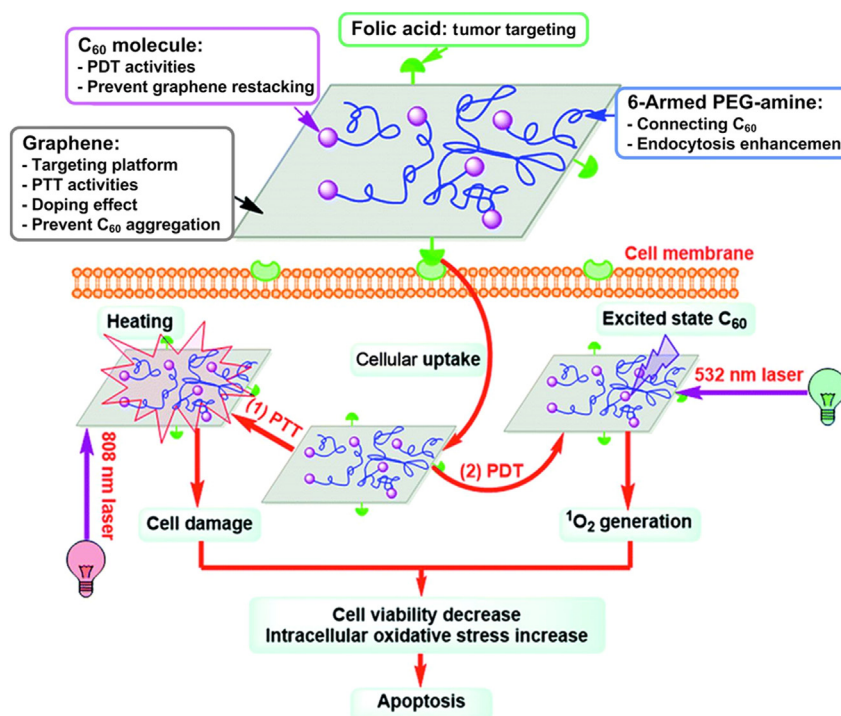 Folic acid: tumor targeting
C₆₀ molecule:
- PDT activities
- Prevent graphene restacking
6-Armed PEG-amine:
- Connecting C₆₀
- Endocytosis enhancement
Graphene:
- Targeting platform
- PTT activities
- Doping effect
- Prevent C₆₀ aggregation
Cell membrane
Heating
Excited state C₆₀
Cellular uptake
532 nm laser
(1) PTT
(2) PDT
808 nm laser
Cell damage
¹O₂ generation
Cell viability decrease
Intracellular oxidative stress increase
Apoptosis